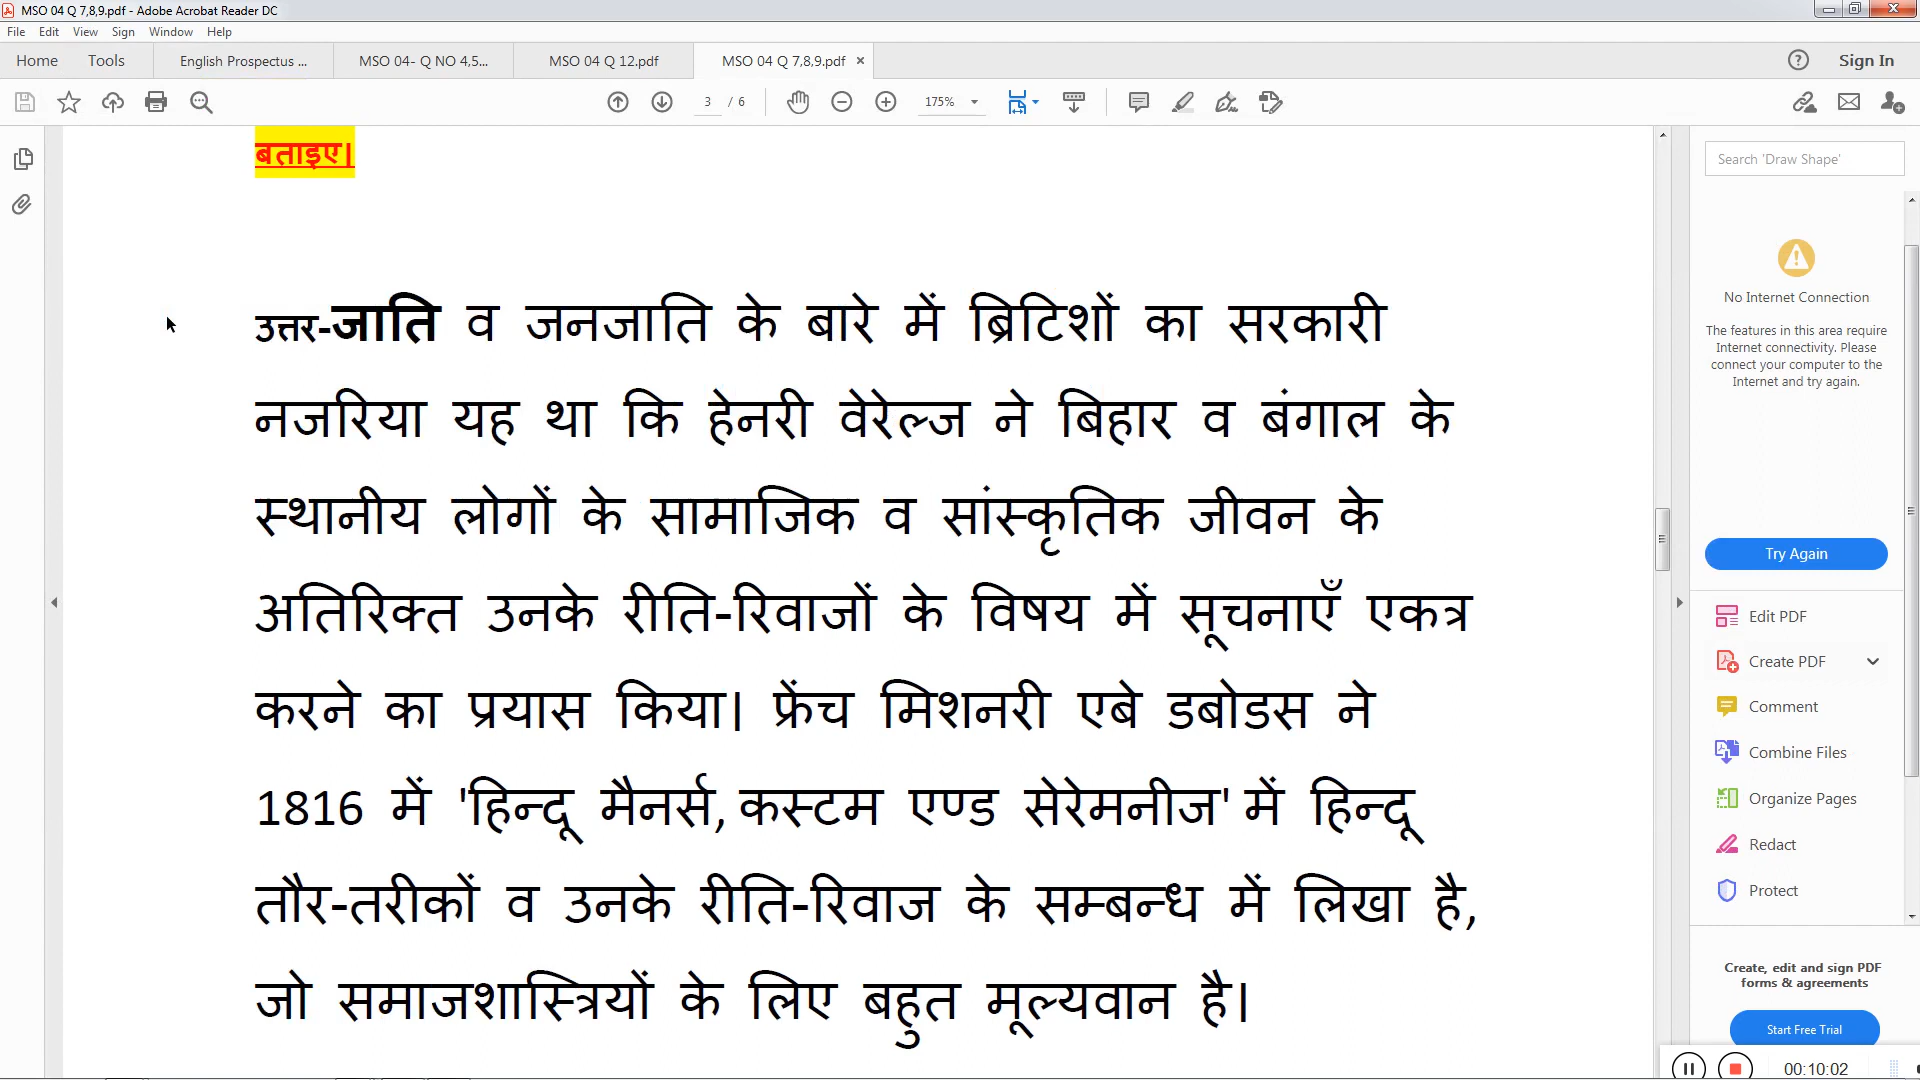 MSO 04 Q 7,8,9.pdf - Adobe Acrobat Reader DC
File Edit View Sign Window Help
Home Tools English Prospectus ... MSO 04- Q NO 4,5... MSO 04 Q 12.pdf MSO 04 Q 7,8,9.pdf Sign In
3 / 6 175%
बताइए।
उत्तर-जाति व जनजाति के बारे में ब्रिटिशों का सरकारी
नजरिया यह था कि हेनरी वेरेल्ज ने बिहार व बंगाल के
स्थानीय लोगों के सामाजिक व सांस्कृतिक जीवन के
अतिरिक्त उनके रीति-रिवाजों के विषय में सूचनाएँ एकत्र
करने का प्रयास किया। फ्रेंच मिशनरी एबे डबोडस ने
1816 में 'हिन्दू मैनर्स, कस्टम एण्ड सेरेमनीज' में हिन्दू
तौर-तरीकों व उनके रीति-रिवाज के सम्बन्ध में लिखा है,
जो समाजशास्त्रियों के लिए बहुत मूल्यवान है।
Search 'Draw Shape'
No Internet Connection
The features in this area require
Internet connectivity. Please
connect your computer to the
Internet and try again.
Try Again
Edit PDF
Create PDF
Comment
Combine Files
Organize Pages
Redact
Protect
Create, edit and sign PDF
forms & agreements
Start Free Trial
00:10:02